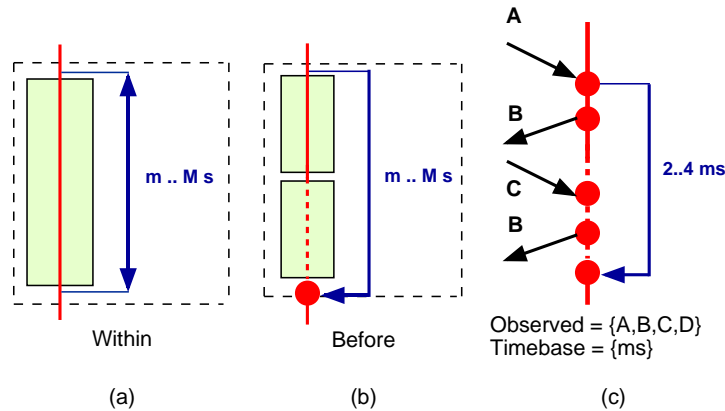 m .. M s
Within
(a)
m .. M s
Before
(b)
A
B
C
B
2..4 ms
Observed = {A,B,C,D}
Timebase = {ms}
(c)